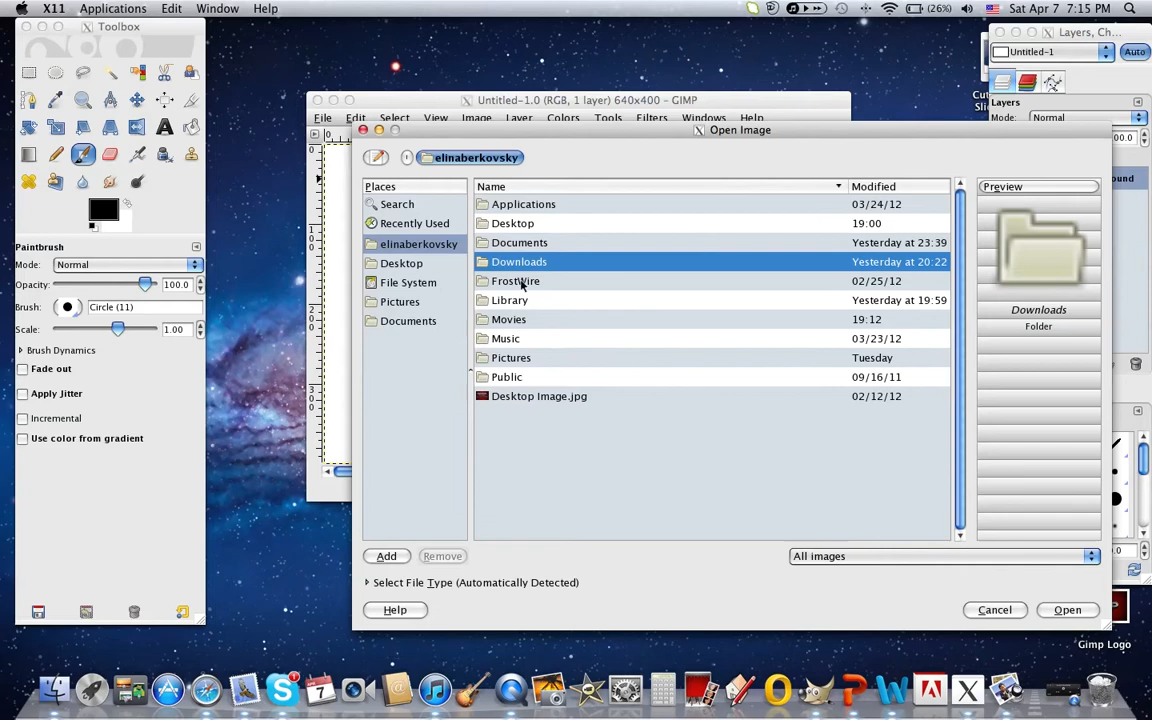 X11 Applications Edit Window Help (26%) Sat Apr 7 7:15 PM
Toolbox
Layers, Ch...
Untitled-1 Auto
Untitled-1.0 (RGB, 1 layer) 640x400 – GIMP
File Edit Select View Image Layer Colors Tools Filters Windows Help
Layers
Open Image
elinaberkovsky
Places
Search
Recently Used
elinaberkovsky
Desktop
File System
Pictures
Documents
Name Modified
Applications 03/24/12
Desktop 19:00
Documents Yesterday at 23:39
Downloads Yesterday at 20:22
FrostWire 02/25/12
Library Yesterday at 19:59
Movies 19:12
Music 03/23/12
Pictures Tuesday
Public 09/16/11
Desktop Image.jpg 02/12/12
Preview
Downloads
Folder
Add Remove
All images
Select File Type (Automatically Detected)
Help Cancel Open
Paintbrush
Mode: Normal
Opacity: 100.0
Brush: Circle (11)
Scale: 1.00
Brush Dynamics
Fade out
Apply Jitter
Incremental
Use color from gradient
Gimp Logo